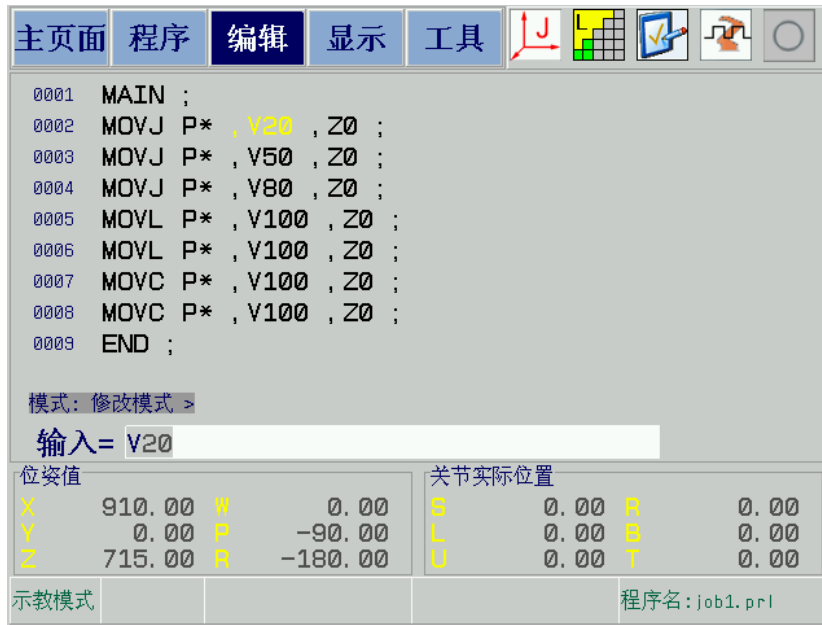 主页面 程序 编辑 显示 工具 J L
0001 MAIN ;
0002 MOVJ P* ,V20 ,Z0 ;
0003 MOVJ P* ,V50 ,Z0 ;
0004 MOVJ P* ,V80 ,Z0 ;
0005 MOVL P* ,V100 ,Z0 ;
0006 MOVL P* ,V100 ,Z0 ;
0007 MOVC P* ,V100 ,Z0 ;
0008 MOVC P* ,V100 ,Z0 ;
0009 END ;
模式: 修改模式 >
输入= V20
位姿值 关节实际位置
X 910.00 W 0.00 S 0.00 R 0.00
Y 0.00 P -90.00 L 0.00 B 0.00
Z 715.00 R -180.00 U 0.00 T 0.00
示教模式 程序名:job1.prl